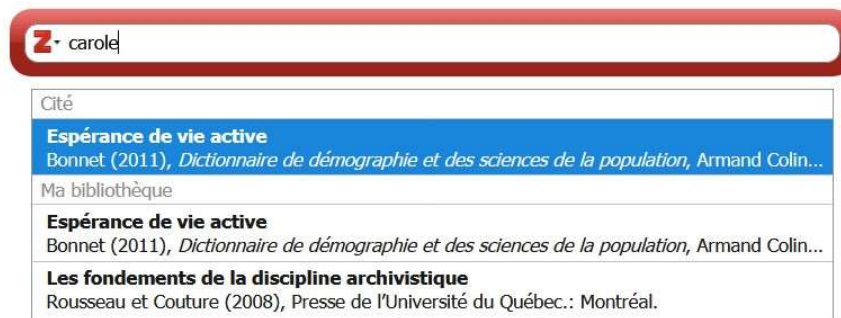 Z carole
Cité
Espérance de vie active
Bonnet (2011), Dictionnaire de démographie et des sciences de la population, Armand Colin...
Ma bibliothèque
Espérance de vie active
Bonnet (2011), Dictionnaire de démographie et des sciences de la population, Armand Colin...
Les fondements de la discipline archivistique
Rousseau et Couture (2008), Presse de l'Université du Québec.: Montréal.